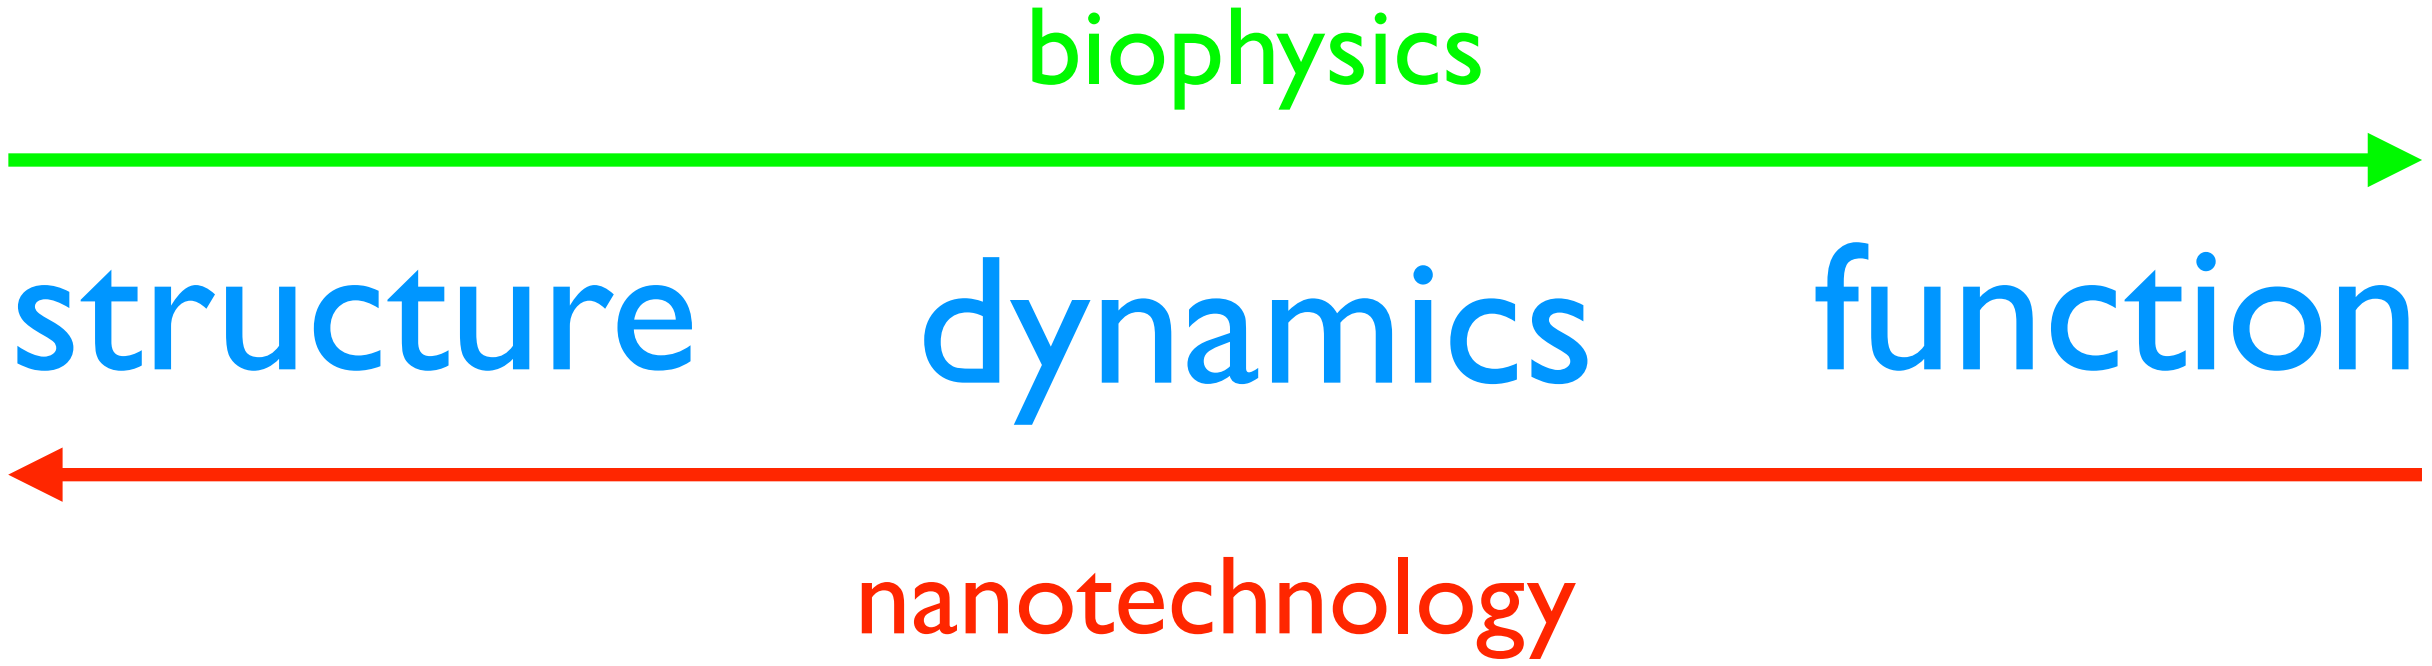 biophysics
structure dynamics function
nanotechnology